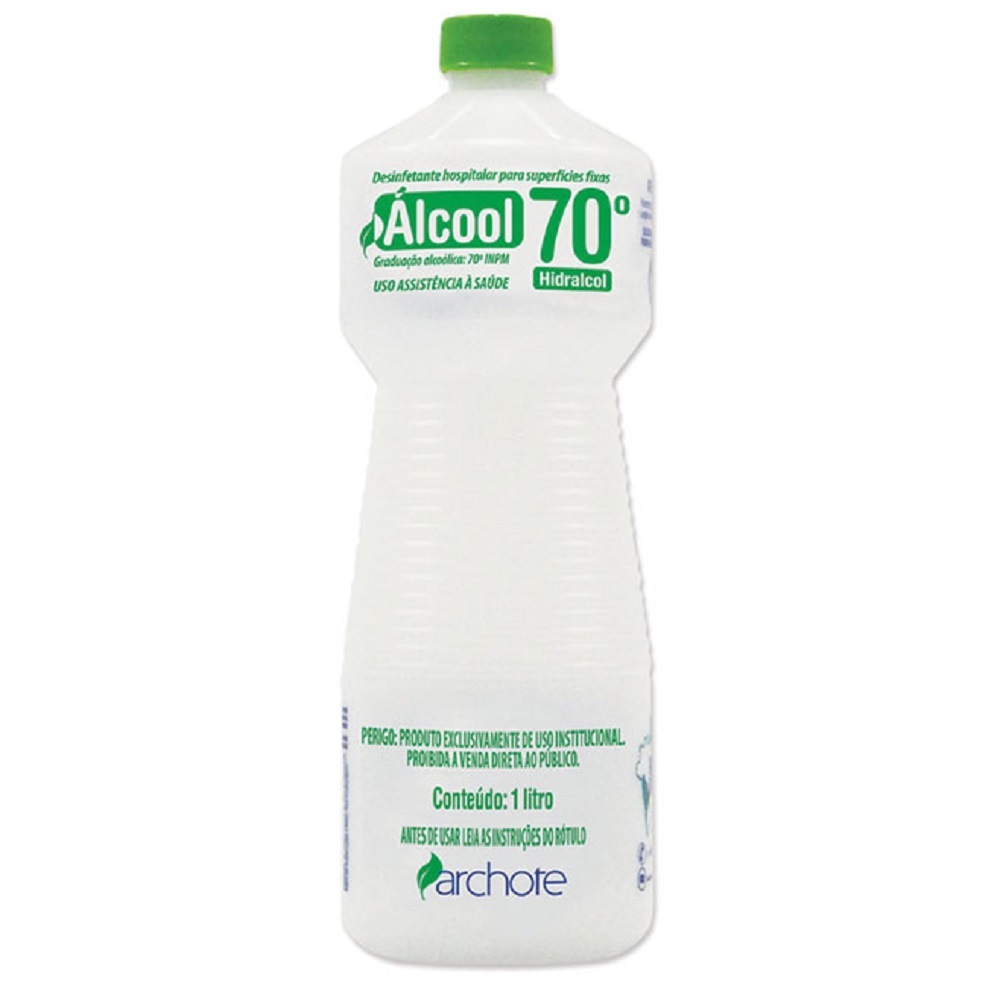 Desinfetante hospitalar para superfícies fixas
Álcool 70º
Graduação alcoólica: 70º INPM
Hidralcol
USO ASSISTÊNCIA À SAÚDE
PERIGO: PRODUTO EXCLUSIVAMENTE DE USO INSTITUCIONAL.
PROIBIDA A VENDA DIRETA AO PÚBLICO.
Conteúdo: 1 litro
ANTES DE USAR LEIA AS INSTRUÇÕES DO RÓTULO
archote